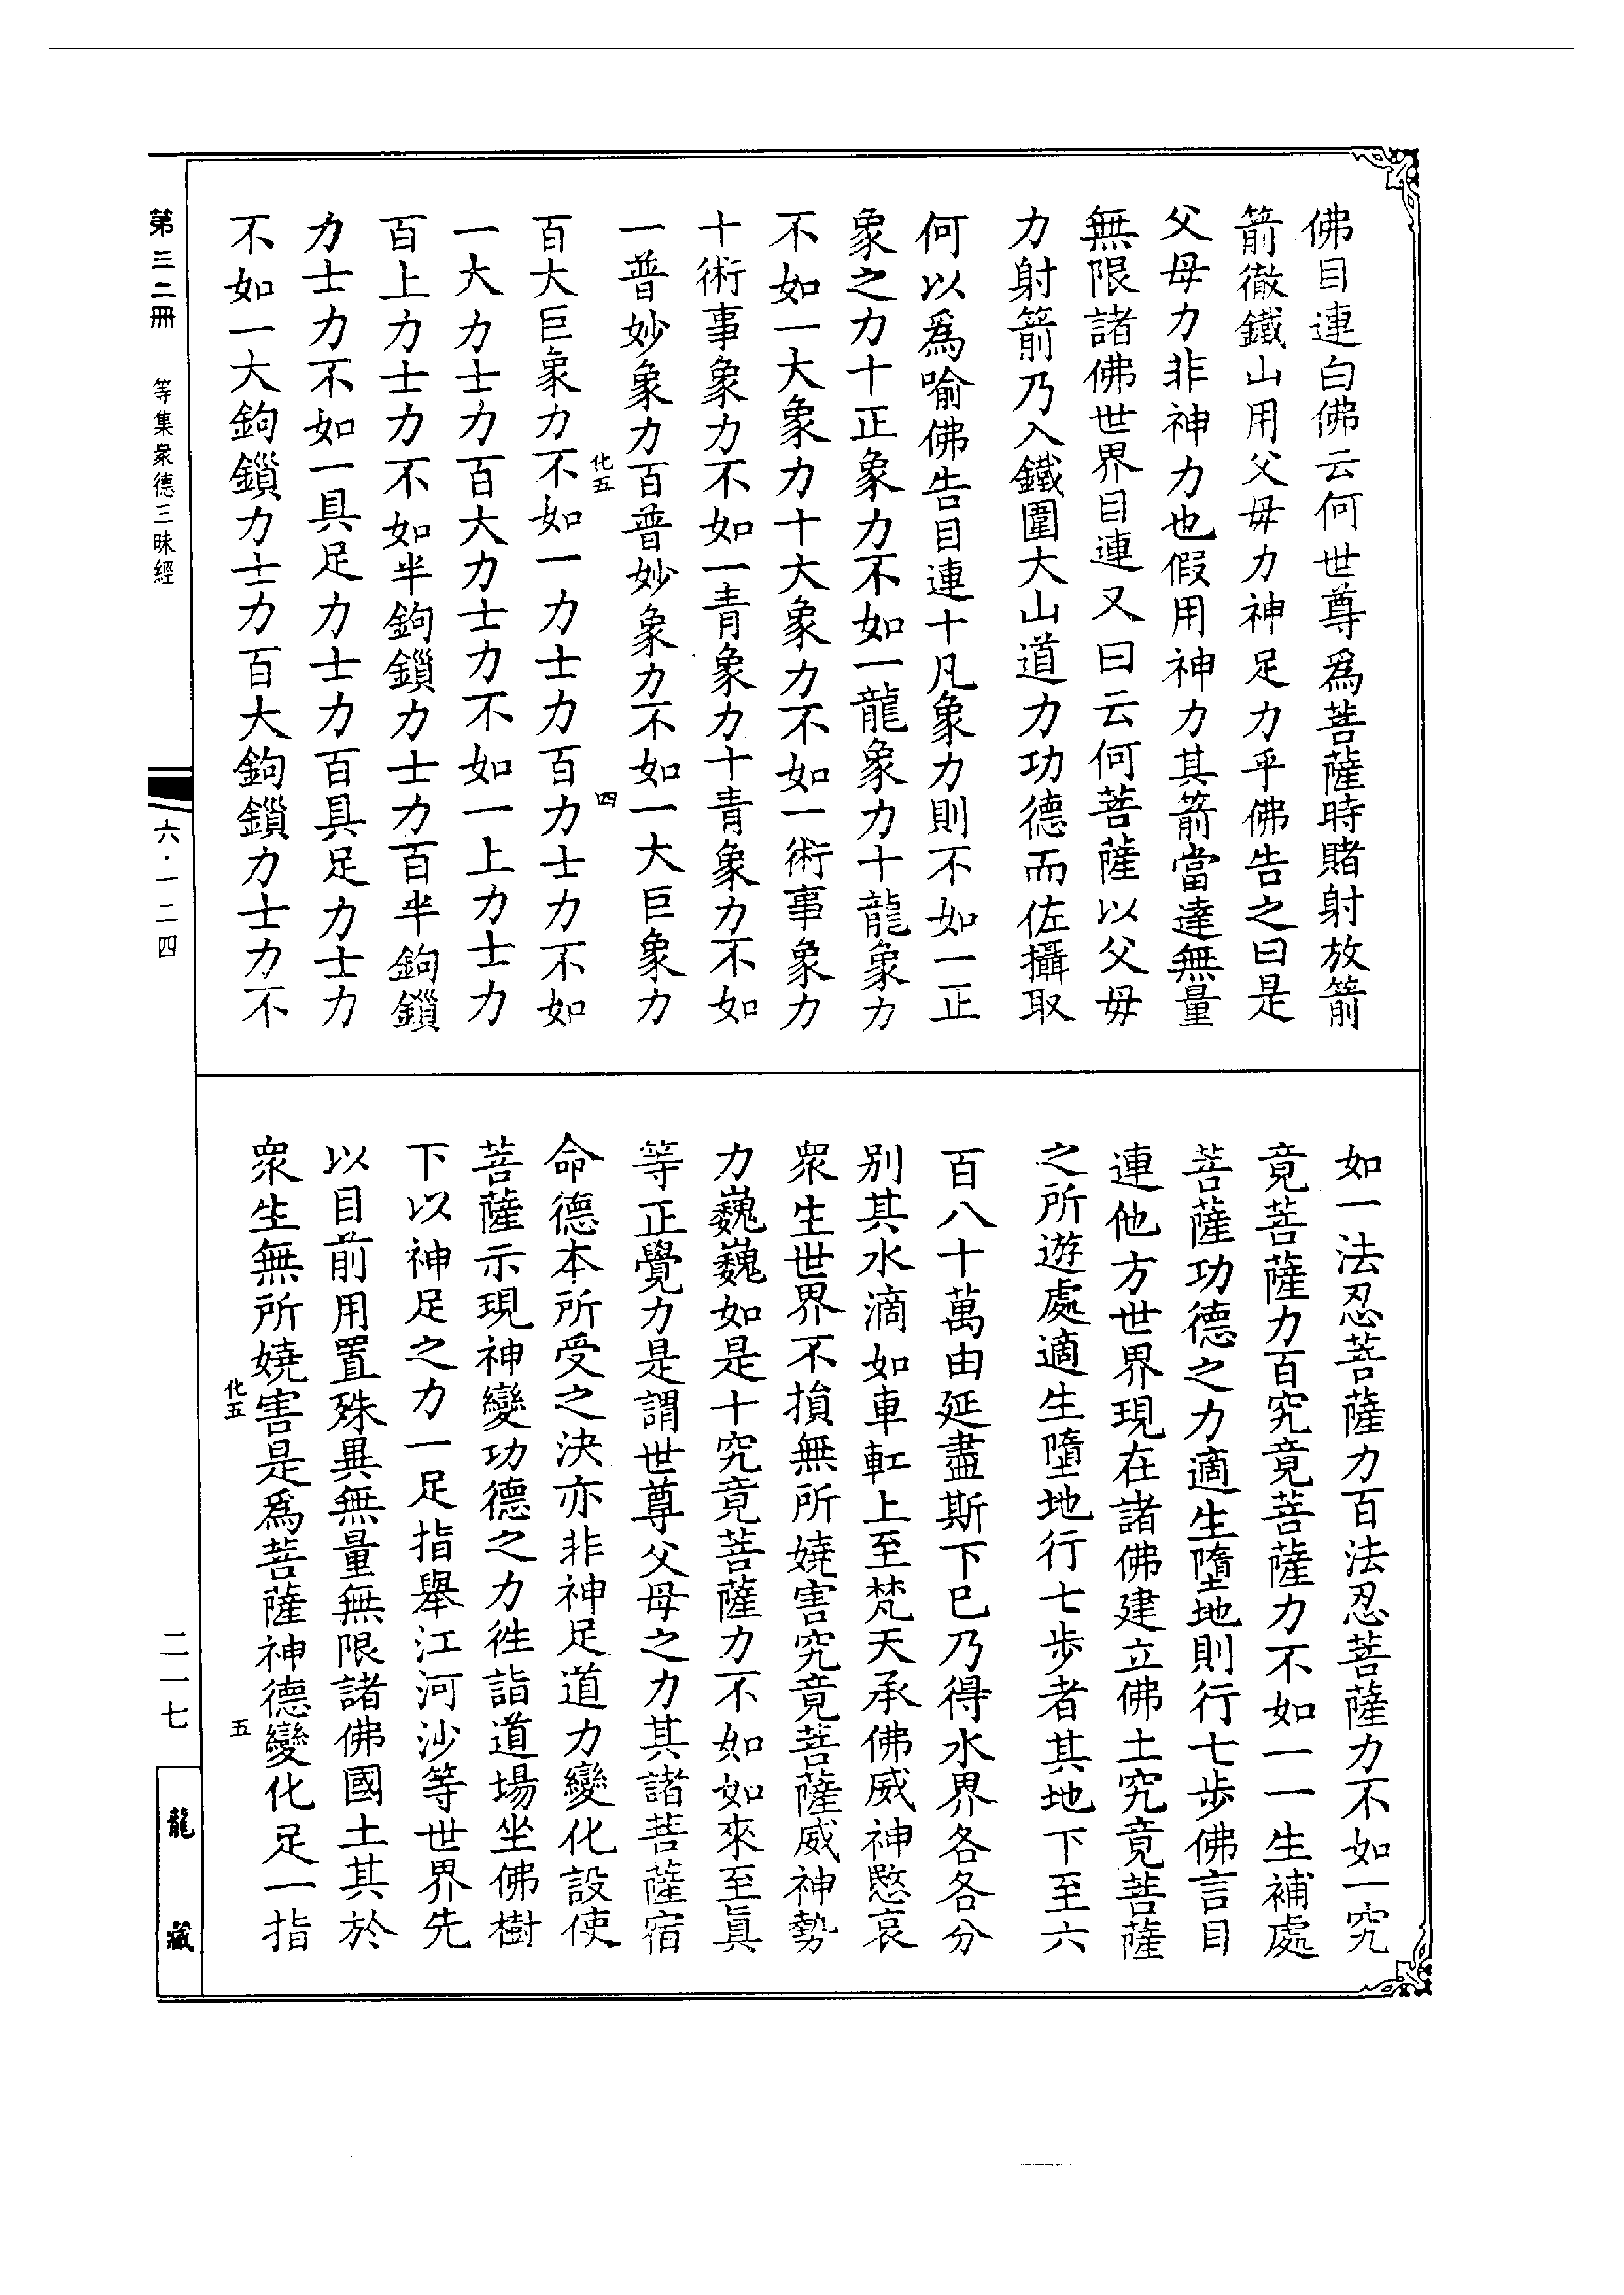 佛目連白佛云何世尊爲菩薩時賭射放箭
箭徹鐵山用父母力神足力乎佛告之曰是
父母力非神力也假用神力其箭當達無量
無限諸佛世界目連又曰云何菩薩以父母
力射箭乃入鐵圍大山道力功德而佐攝取
何以爲喻佛告目連十凡象力則不如一正
象之力十正象力不如一龍象力十龍象力
不如一大象力十大象力不如一術事象力
十術事象力不如一青象力十青象力不如
一普妙象力百普妙象力不如一大巨象力
化五
四
百大巨象力不如一力士力百力士力不如
一大力士力百大力士力不如一上力士力
百上力士力不如半鉤鎖力士力百半鉤鎖
力士力不如一具足力士力百具足力士力
不如一大鉤鎖力士力百大鉤鎖力士力不
如一法忍菩薩力百法忍菩薩力不如一究
竟菩薩力百究竟菩薩力不如一一生補處
菩薩功德之力適生墮地則行七步佛言目
連他方世界現在諸佛建立佛土究竟菩薩
之所遊處適生墮地行七步者其地下至六
百八十萬由延盡斯下已乃得水界各各分
別其水滴如車軭上至梵天承佛威神愍哀
眾生世界不損無所嬈害究竟菩薩威神勢
力巍巍如是十究竟菩薩力不如如來至真
等正覺力是謂世尊父母之力其諸菩薩宿
命德本所受之決亦非神足道力變化設使
菩薩示現神變功德之力徃詣道場坐佛樹
下以神足之力一足指舉江河沙等世界先
以目前用置殊異無量無限諸佛國土其於
眾生無所嬈害是爲菩薩神德變化足一指
化五
五
第三二冊
等集衆德三昧經
六·一二四
二一七
龍藏